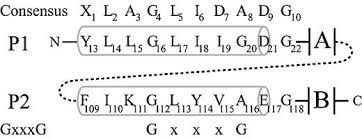 Consensus X1 L2 A3 G4 L5 I6 D7 A8 D9 G10
P1 N Y13 L14 L15 G16 L17 I18 I19 G20 D21 G22 A
P2 F109 I110 K111 G112 L113 Y114 V115 A116 E117 G118 B C
GxxxG G x x x G